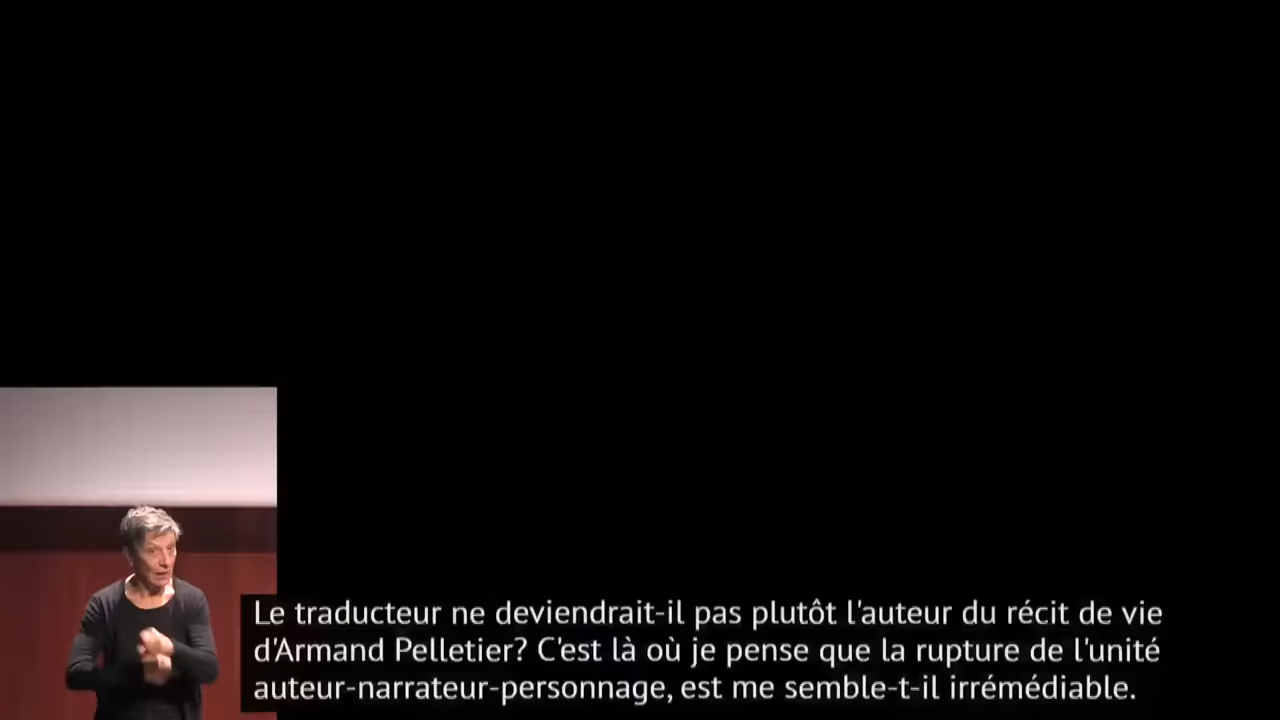 Le traducteur ne deviendrait-il pas plutôt l'auteur du récit de vie
d'Armand Pelletier? C'est là où je pense que la rupture de l'unité
auteur-narrateur-personnage, est me semble-t-il irrémédiable.